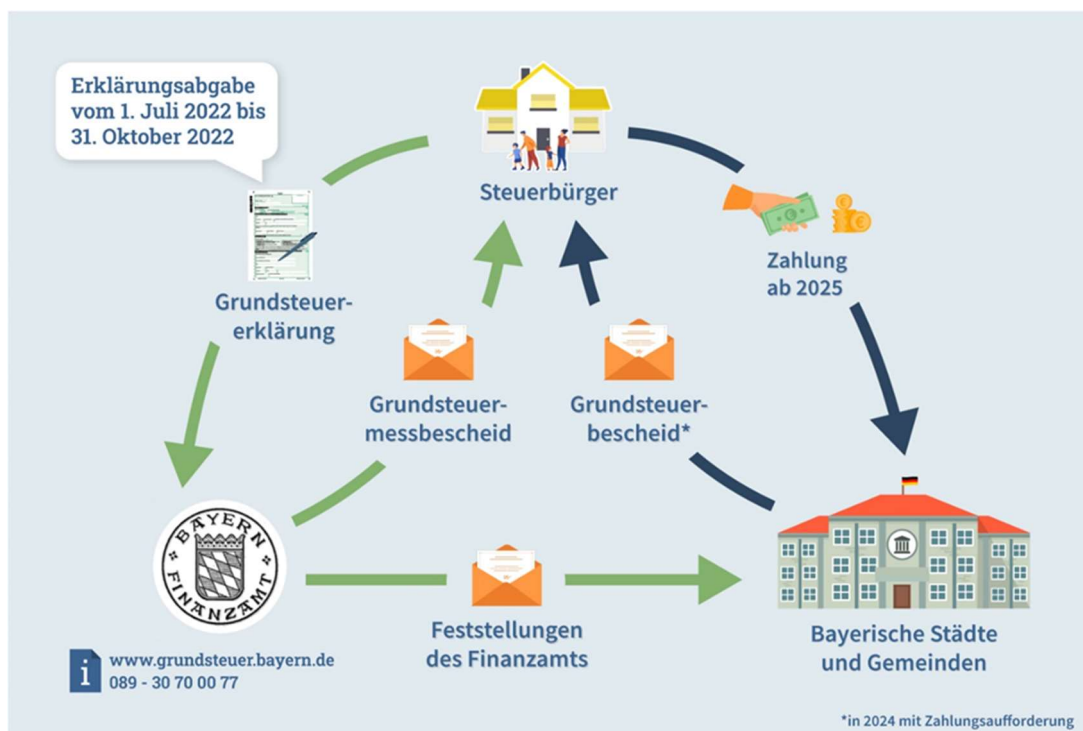 Erklärungsabgabe
vom 1. Juli 2022 bis
31. Oktober 2022
Steuerbürger
Zahlung
ab 2025
Grundsteuer-
erklärung
Grundsteuer-
messbescheid
Grundsteuer-
bescheid*
BAYERN
FINANZAMT
Feststellungen
des Finanzamts
Bayerische Städte
und Gemeinden
i www.grundsteuer.bayern.de
089 - 30 70 00 77
*in 2024 mit Zahlungsaufforderung